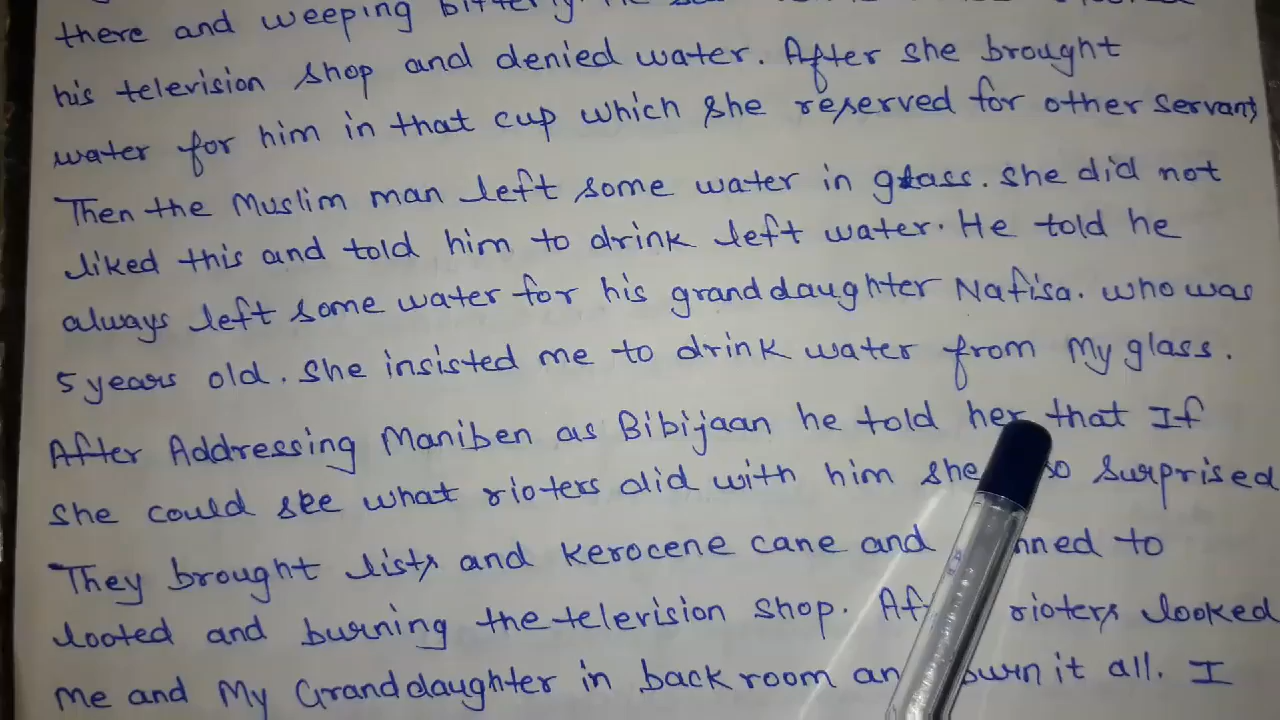 there and weeping bitterly. He
his television shop and denied water. After she brought
water for him in that cup which she reserved for other servants
Then the Muslim man left some water in glass. she did not
liked this and told him to drink left water. He told he
always left some water for his granddaughter Nafisa. who was
5 years old. She insisted me to drink water from My glass.
After Addressing Maniben as Bibijaan he told her that If
she could see what rioters did with him she so surprised
They brought lists and kerocene cane and nned to
looted and burning the television shop. Af rioters looked
me and My Granddaughter in back room an burn it all. I